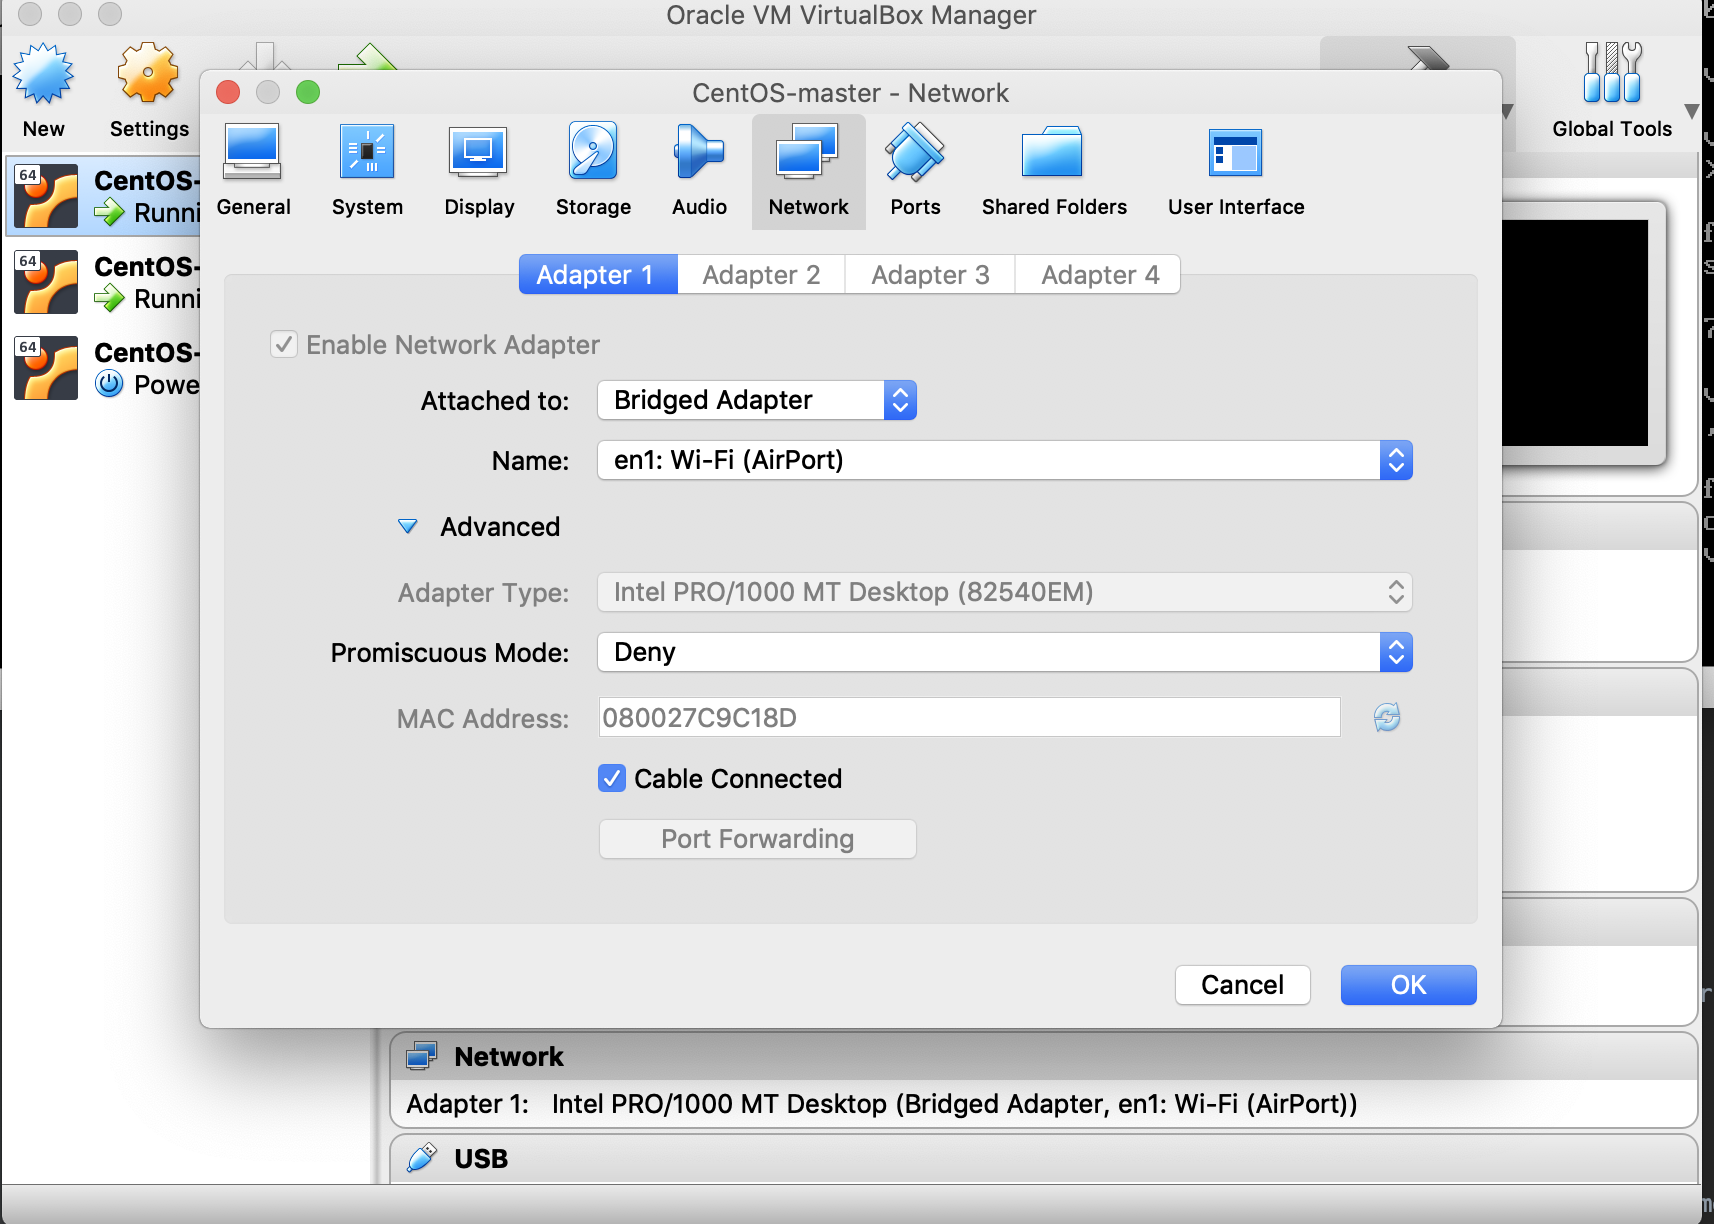 Oracle VM VirtualBox Manager
New
Settings
Global Tools
CentOS-master - Network
General
System
Display
Storage
Audio
Network
Ports
Shared Folders
User Interface
64
CentOS-
Runni
64
CentOS-
Runni
64
CentOS-
Powe
Adapter 1
Adapter 2
Adapter 3
Adapter 4
Enable Network Adapter
Attached to: Bridged Adapter
Name: en1: Wi-Fi (AirPort)
Advanced
Adapter Type: Intel PRO/1000 MT Desktop (82540EM)
Promiscuous Mode: Deny
MAC Address: 080027C9C18D
Cable Connected
Port Forwarding
Cancel
OK
Network
Adapter 1: Intel PRO/1000 MT Desktop (Bridged Adapter, en1: Wi-Fi (AirPort))
USB